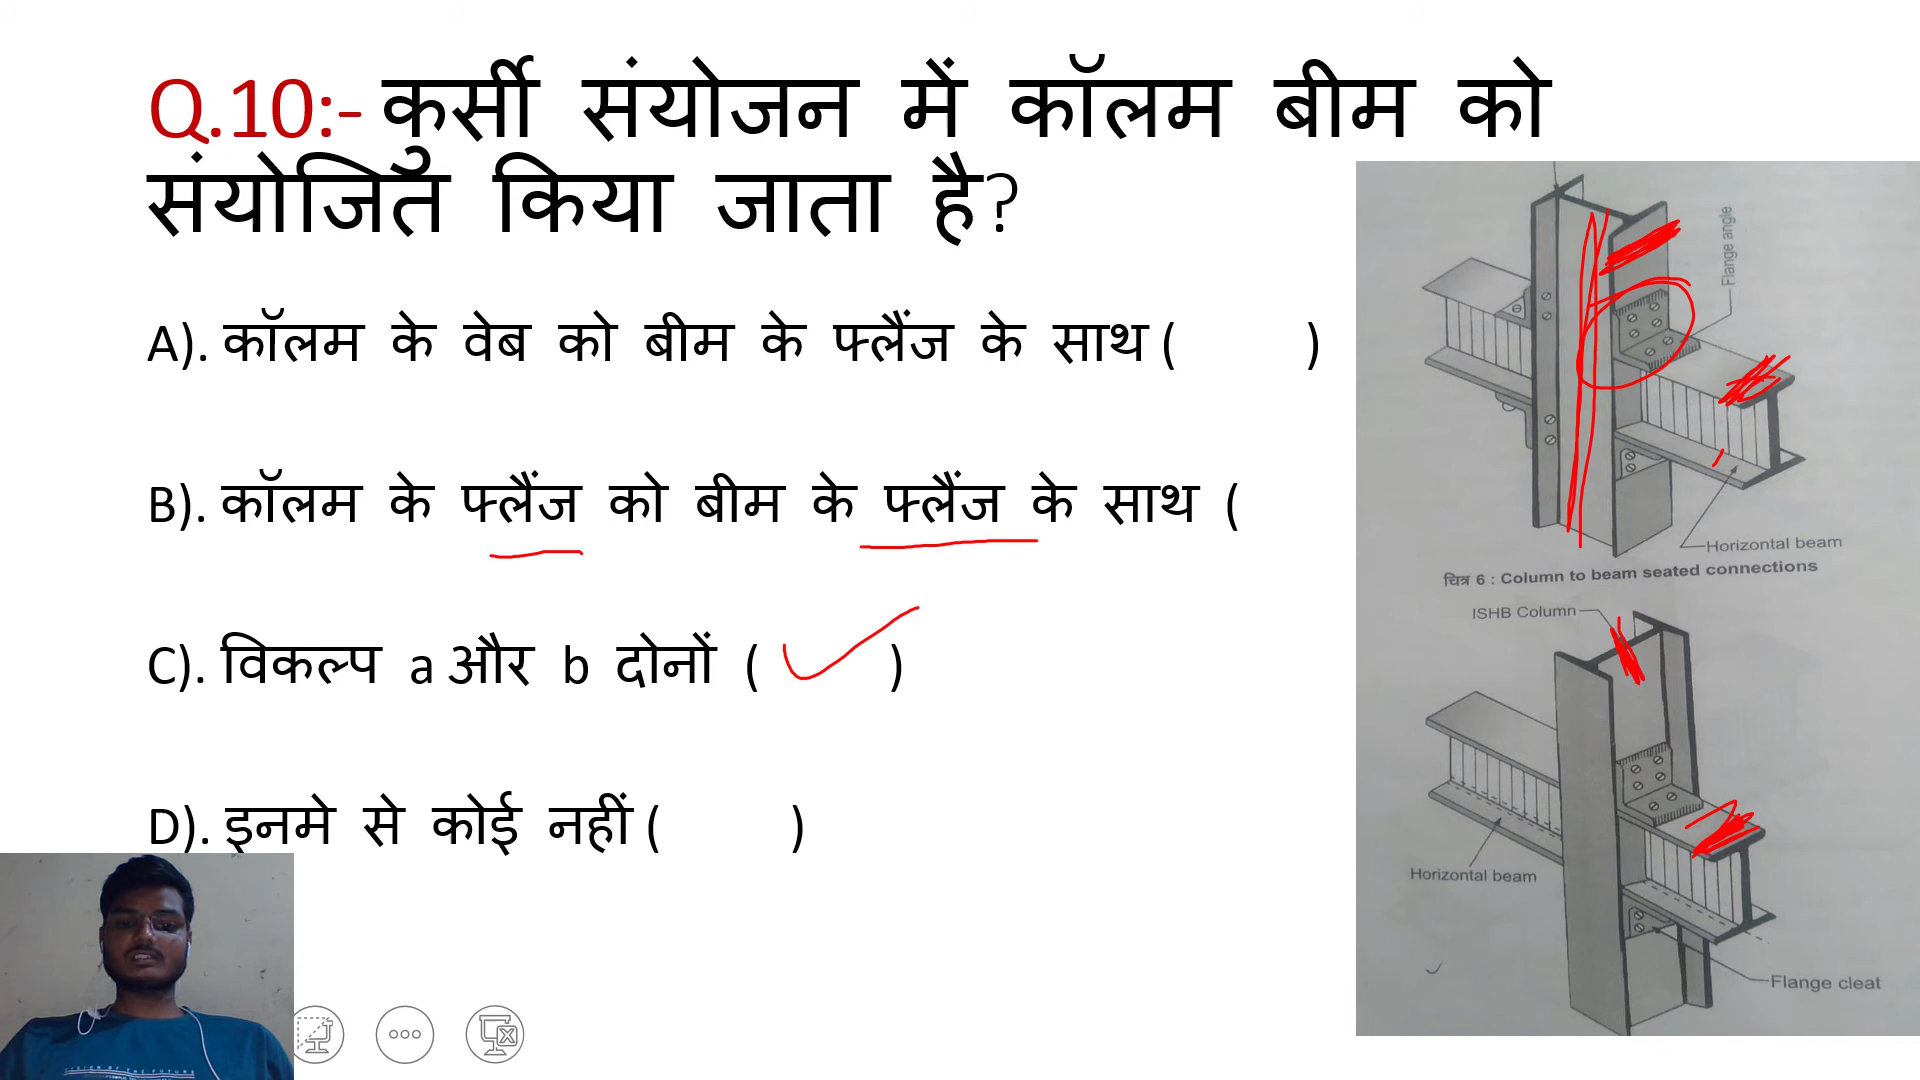 Q.10:- कुर्सी संयोजन में कॉलम बीम को
संयोजित किया जाता है?
A). कॉलम के वेब को बीम के फ्लैंज के साथ ( )
B). कॉलम के फ्लैंज को बीम के फ्लैंज के साथ (
C). विकल्प a और b दोनों ( )
D). इनमे से कोई नहीं ( )
Flange angle
Horizontal beam
चित्र 6 : Column to beam seated connections
ISHB Column
Horizontal beam
Flange cleat